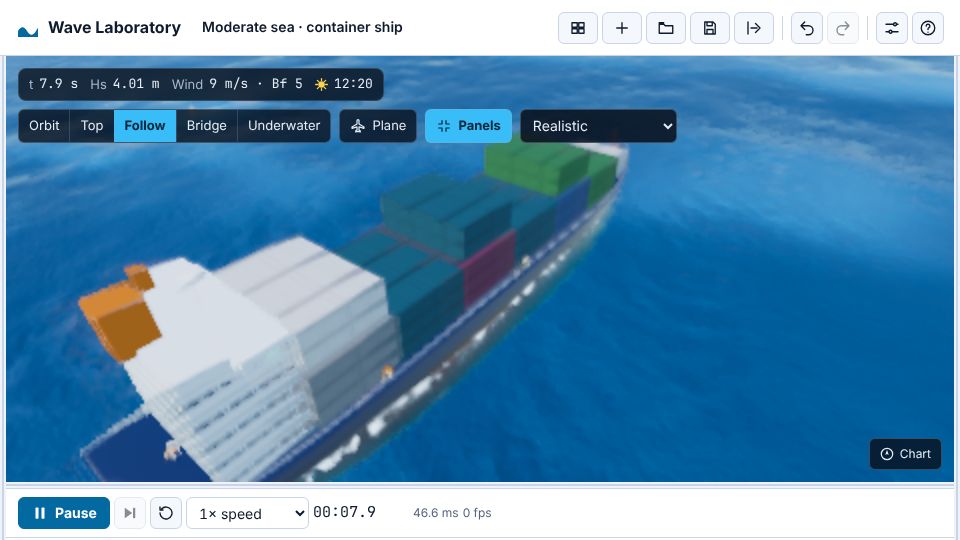 Wave Laboratory
Moderate sea · container ship
t 7.9 s Hs 4.01 m Wind 9 m/s · Bf 5 12:20
Orbit Top Follow Bridge Underwater Plane Panels Realistic
Chart
Pause 1× speed 00:07.9 46.6 ms 0 fps